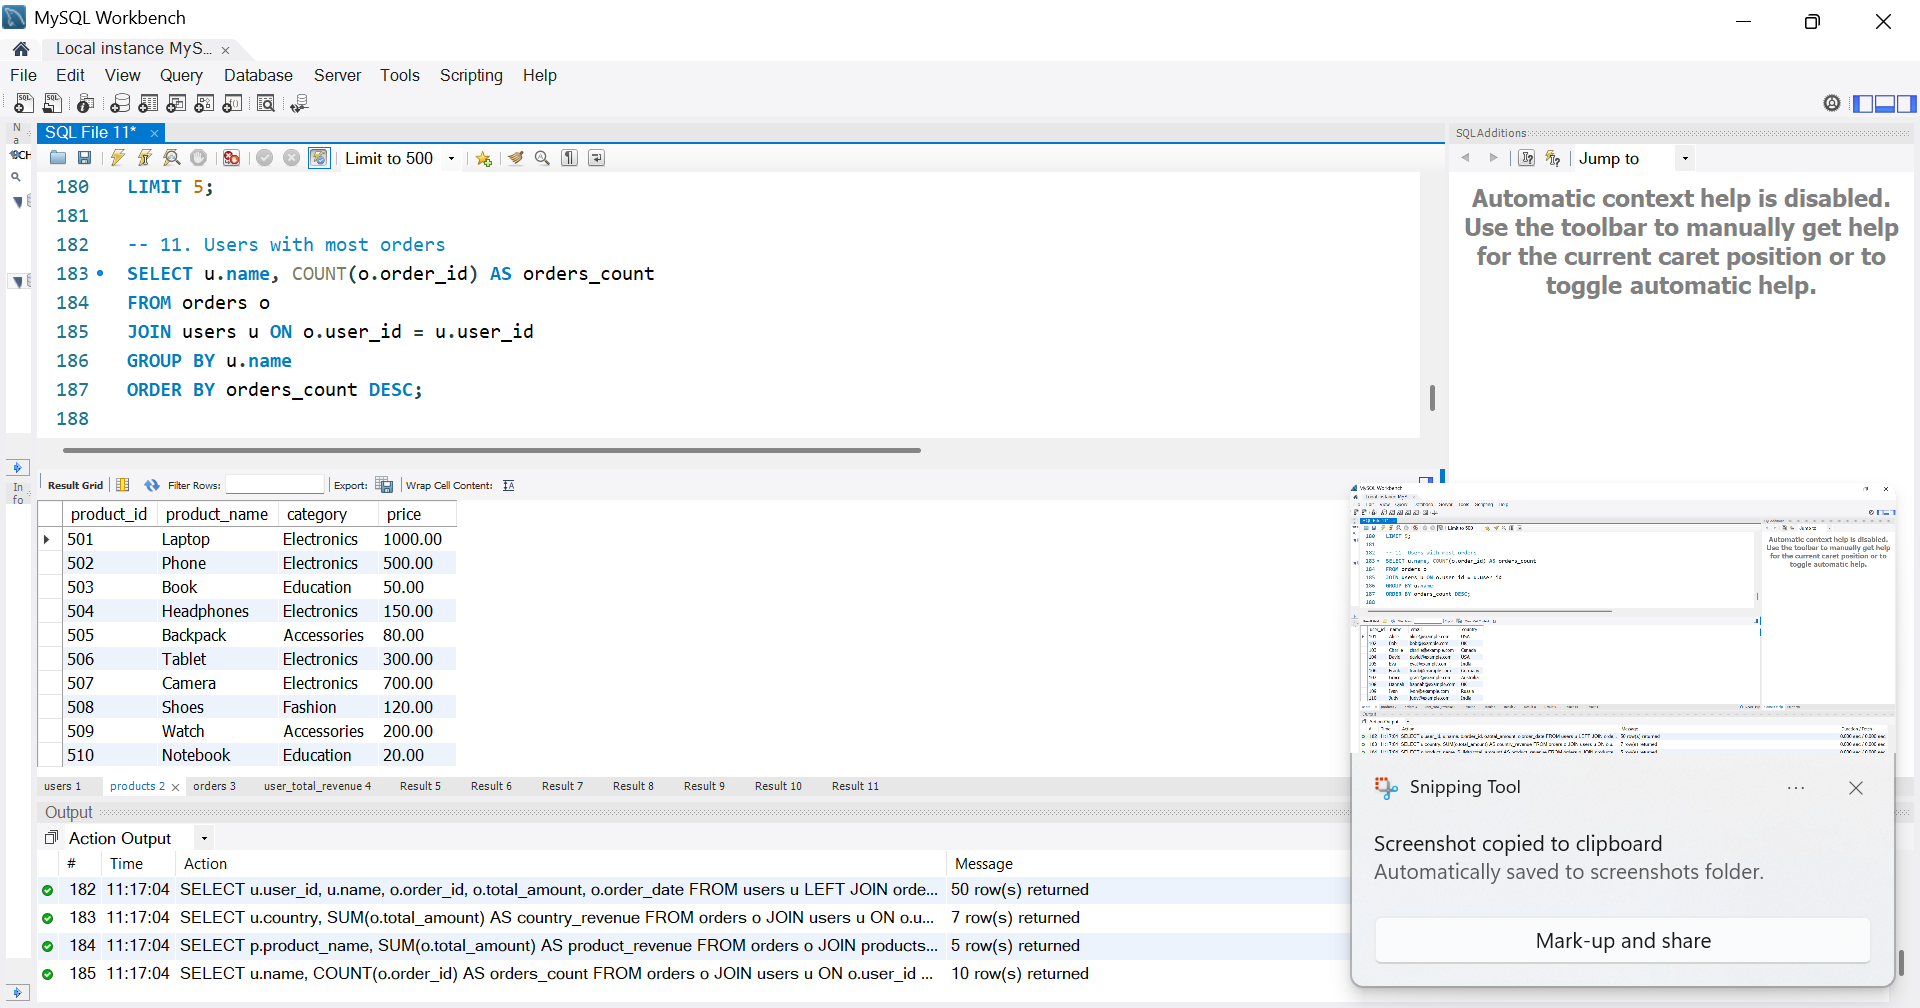 MySQL Workbench
Local instance MyS...
File Edit View Query Database Server Tools Scripting Help
SQL File 11*
SQLAdditions
Limit to 500
Jump to
180 LIMIT 5;
181
182 -- 11. Users with most orders
183 SELECT u.name, COUNT(o.order_id) AS orders_count
184 FROM orders o
185 JOIN users u ON o.user_id = u.user_id
186 GROUP BY u.name
187 ORDER BY orders_count DESC;
188
Automatic context help is disabled.
Use the toolbar to manually get help
for the current caret position or to
toggle automatic help.
Result Grid Filter Rows: Export: Wrap Cell Content:
product_id product_name category price
501 Laptop Electronics 1000.00
502 Phone Electronics 500.00
503 Book Education 50.00
504 Headphones Electronics 150.00
505 Backpack Accessories 80.00
506 Tablet Electronics 300.00
507 Camera Electronics 700.00
508 Shoes Fashion 120.00
509 Watch Accessories 200.00
510 Notebook Education 20.00
users 1 products 2 orders 3 user_total_revenue 4 Result 5 Result 6 Result 7 Result 8 Result 9 Result 10 Result 11
Output
Action Output
# Time Action Message
182 11:17:04 SELECT u.user_id, u.name, o.order_id, o.total_amount, o.order_date FROM users u LEFT JOIN orde... 50 row(s) returned
183 11:17:04 SELECT u.country, SUM(o.total_amount) AS country_revenue FROM orders o JOIN users u ON o.u... 7 row(s) returned
184 11:17:04 SELECT p.product_name, SUM(o.total_amount) AS product_revenue FROM orders o JOIN products... 5 row(s) returned
185 11:17:04 SELECT u.name, COUNT(o.order_id) AS orders_count FROM orders o JOIN users u ON o.user_id ... 10 row(s) returned
Snipping Tool
Screenshot copied to clipboard
Automatically saved to screenshots folder.
Mark-up and share